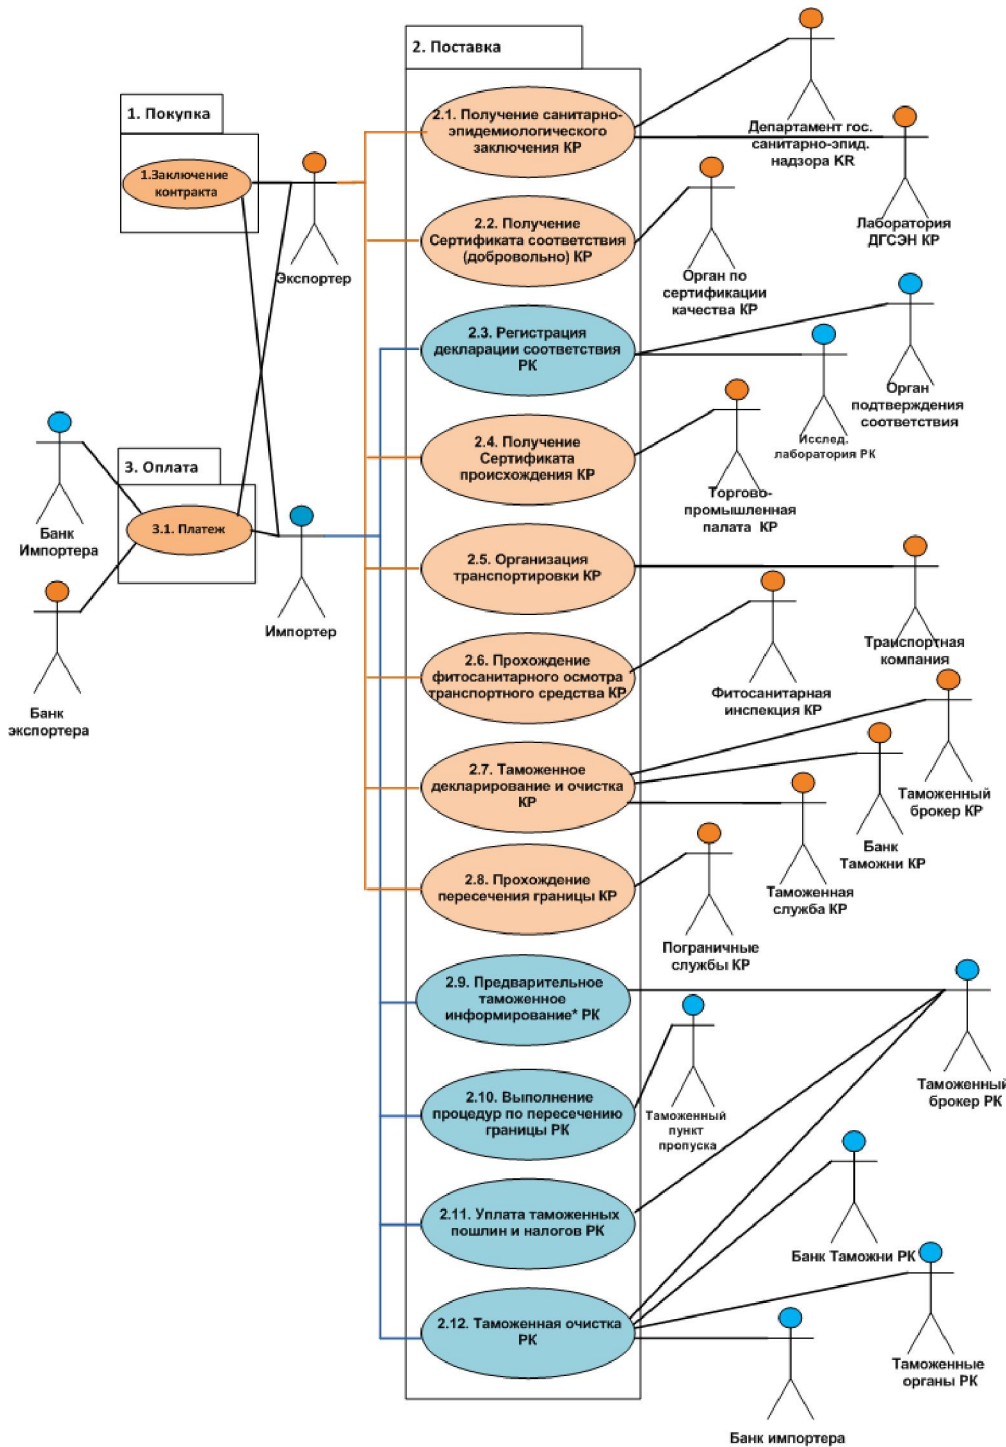 2. Поставка
1. Покупка
2.1. Получение санитарно-
эпидемиологического
заключения КР
Департамент гос.
санитарно-эпид.
надзора KR
1.Заключение
контракта
Экспортер
2.2. Получение
Сертификата соответствия
(добровольно) КР
Лаборатория
ДГСЭН КР
Орган по
сертификации
качества КР
2.3. Регистрация
декларации соответствия
РК
Орган
подтверждения
соответствия
Исслед.
лаборатория РК
2.4. Получение
Сертификата
происхождения КР
3. Оплата
Торгово-
промышленная
палата КР
3.1. Платеж
Банк
Импортера
2.5. Организация
транспортировки КР
Импортер
Транспортная
компания
2.6. Прохождение
фитосанитарного осмотра
транспортного средства КР
Фитосанитарная
инспекция КР
Банк
экспортера
2.7. Таможенное
декларирование и очистка
КР
Таможенный
брокер КР
Банк
Таможни КР
2.8. Прохождение
пересечения границы КР
Таможенная
служба КР
Пограничные
службы КР
2.9. Предварительное
таможенное
информирование* РК
Таможенный
брокер РК
2.10. Выполнение
процедур по пересечению
границы РК
Таможенный
пункт
пропуска
2.11. Уплата таможенных
пошлин и налогов РК
Банк Таможни РК
2.12. Таможенная очистка
РК
Таможенные
органы РК
Банк импортера